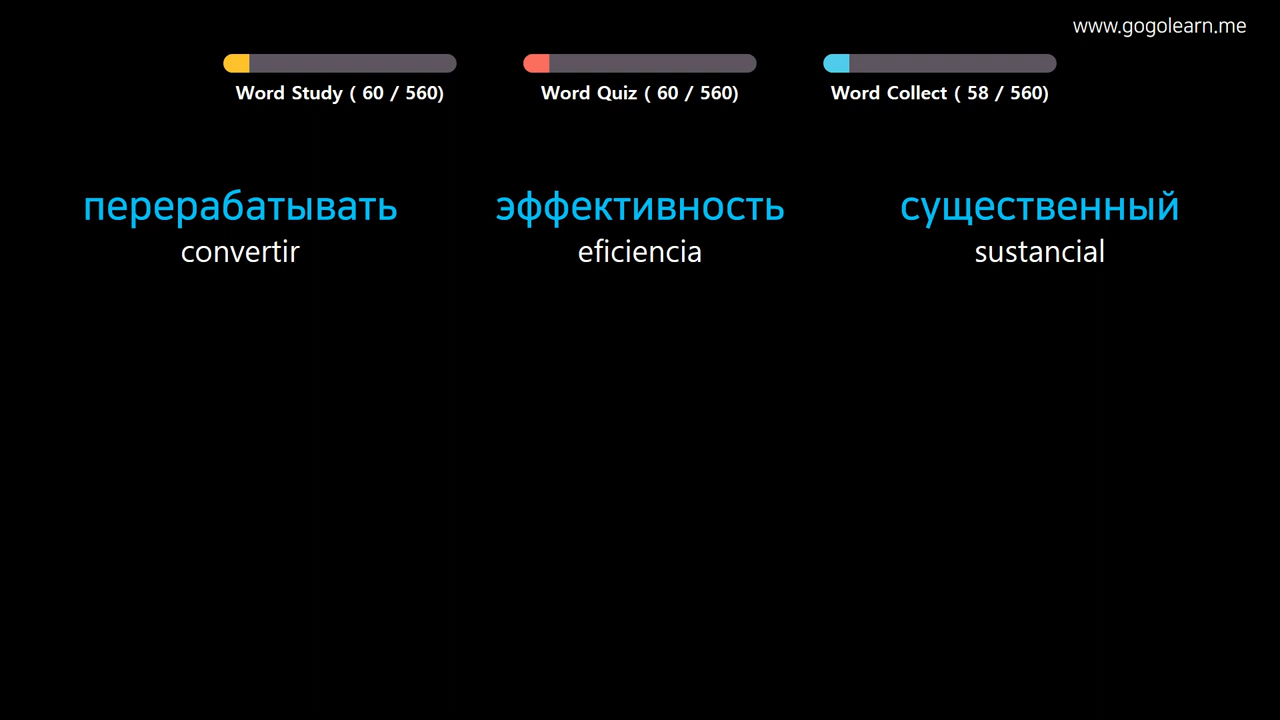 www.gogolearn.me
Word Study ( 60 / 560)
Word Quiz ( 60 / 560)
Word Collect ( 58 / 560)
перерабатывать
convertir
эффективность
eficiencia
существенный
sustancial